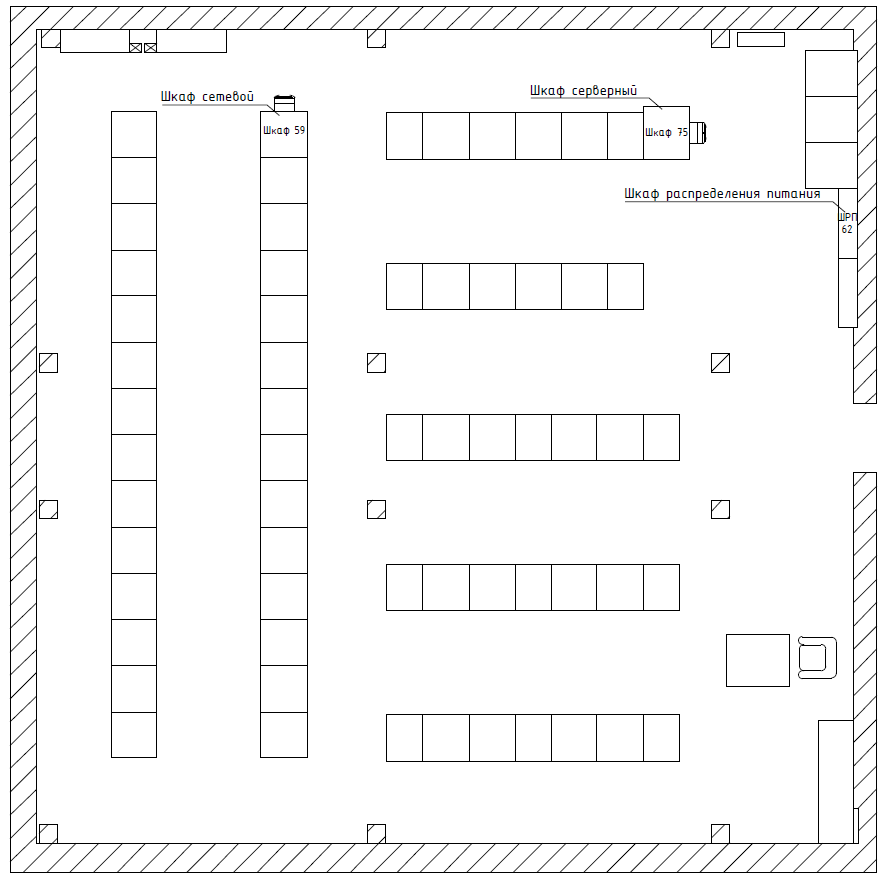 Шкаф серверный
Шкаф сетевой
Шкаф 59
Шкаф 75
Шкаф распределения питания
ШРП
62